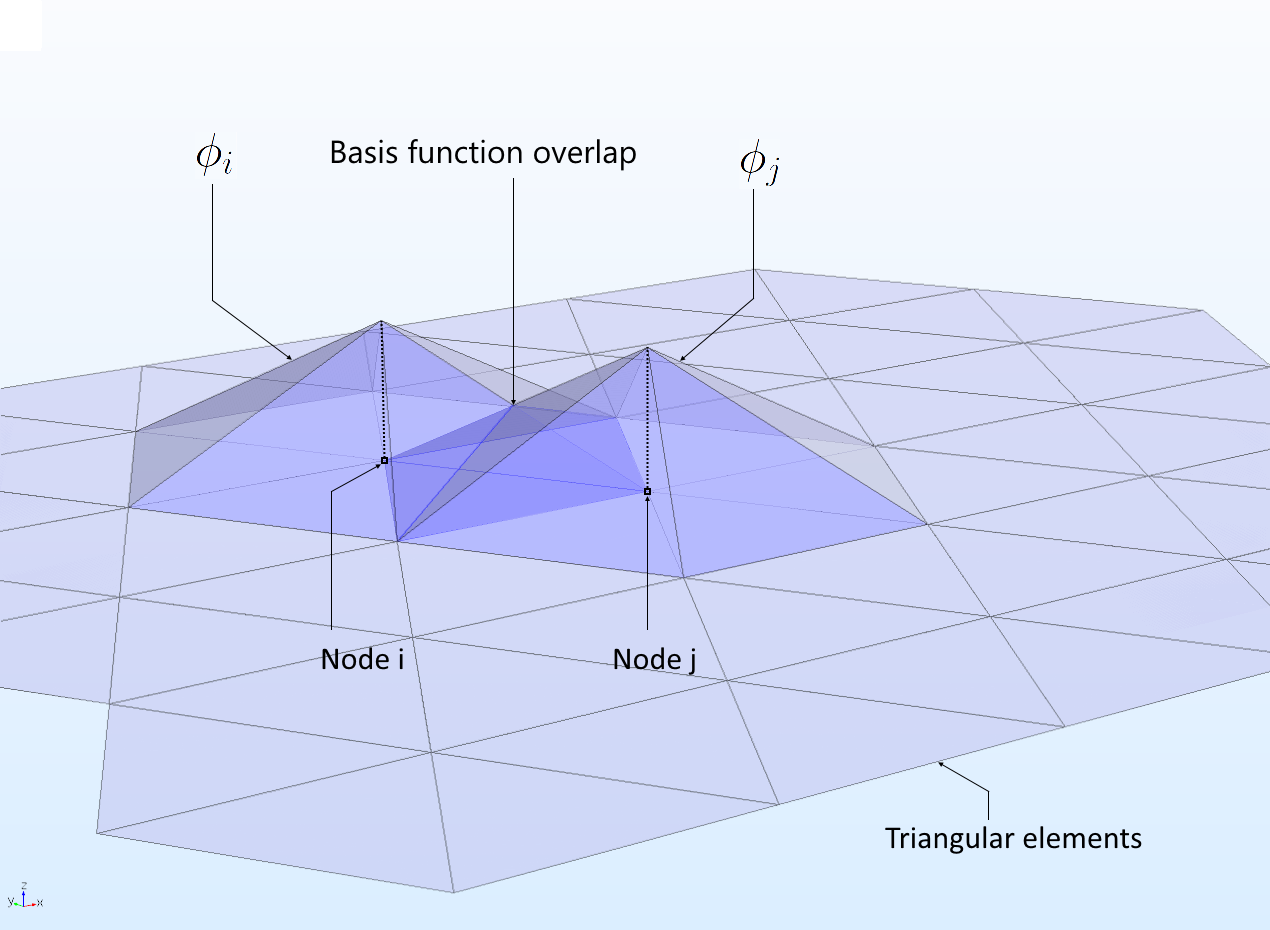 ϕi
Basis function overlap
ϕj
Node i
Node j
Triangular elements
z
y
x